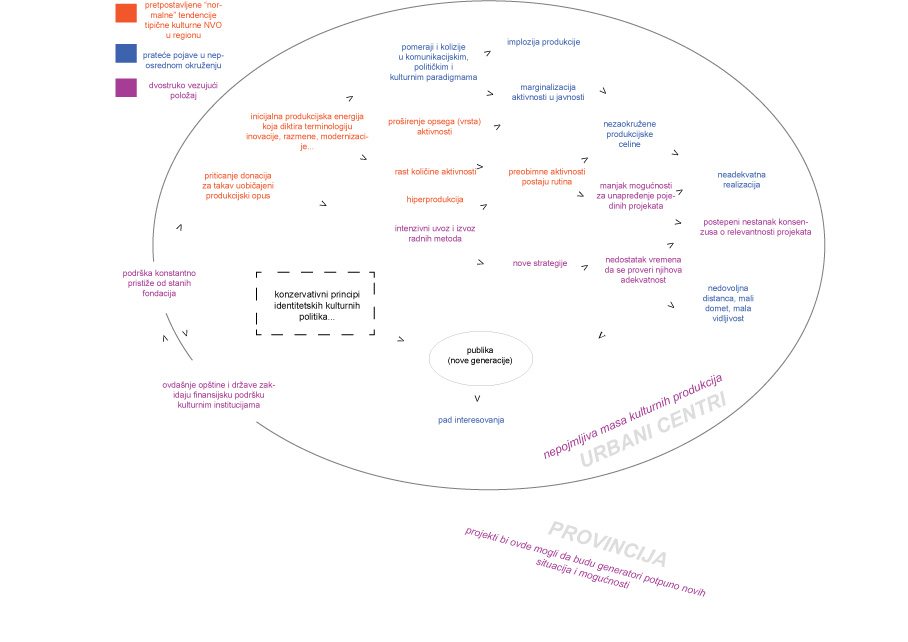 pretpostavljene "nor-
malne" tendencije
tipične kulturne NVO
u regionu
prateće pojave u nep-
osrednom okruženju
dvostruko vezujući
položaj
pomeraji i kolizije
u komunikacijskim,
političkim i
kulturnim paradigmama
implozija produkcije
marginalizacija
aktivnosti u javnosti
inicijalna produkcijska energija
koja diktira terminologiju
inovacije, razmene, modernizaci-
je...
proširenje opsega (vrsta)
aktivnosti
nezaokružene
produkcijske
celine
priticanje donacija
za takav uobičajeni
produkcijski opus
rast količine aktivnosti
preobimne aktivnosti
postaju rutina
neadekvatna
realizacija
hiperprodukcija
manjak mogućnosti
za unapređenje poje-
dinih projekata
intenzivni uvoz i izvoz
radnih metoda
postepeni nestanak konsen-
zusa o relevantnosti projekata
nove strategije
nedostatak vremena
da se proveri njihova
adekvatnost
podrška konstantno
pristiže od stanih
fondacija
konzervativni principi
identitetskih kulturnih
politika...
nedovoljna
distanca, mali
domet, mala
vidljivost
publika
(nove generacije)
ovdašnje opštine i države zak-
idaju finansijsku podršku
kulturnim institucijama
pad interesovanja
nepojmljiva masa kulturnih produkcija
URBANI CENTRI
PROVINCIJA
projekti bi ovde mogli da budu generatori potpuno novih
situacija i mogućnosti